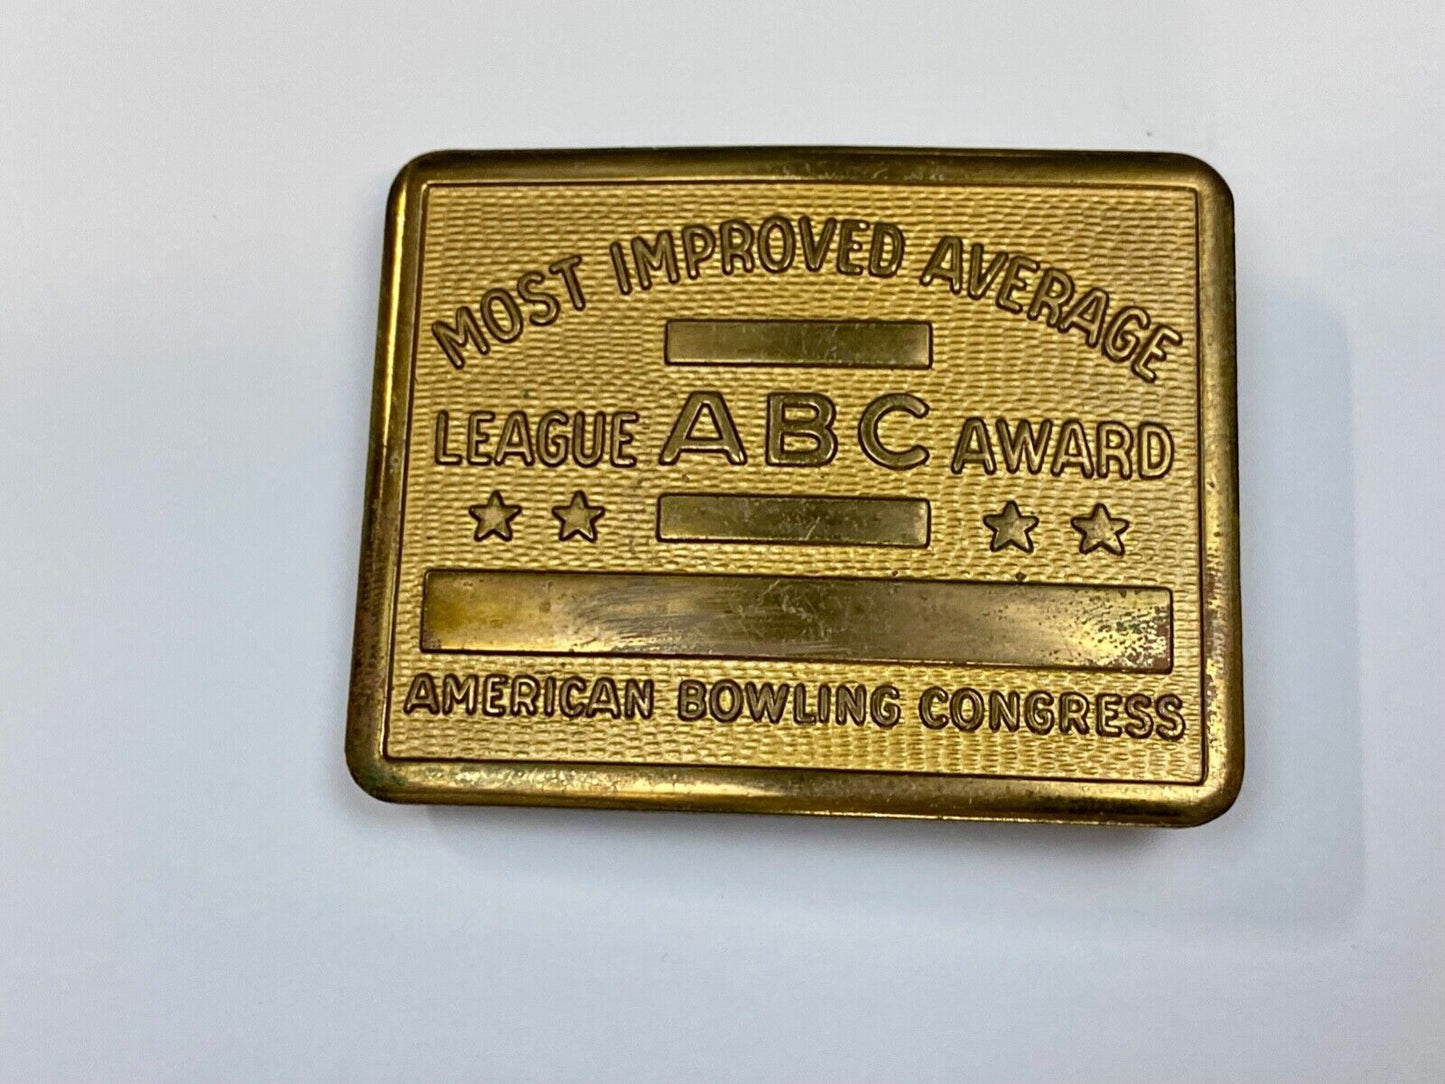 MOST IMPROVED AVERAGE
LEAGUE ABC AWARD
AMERICAN BOWLING CONGRESS